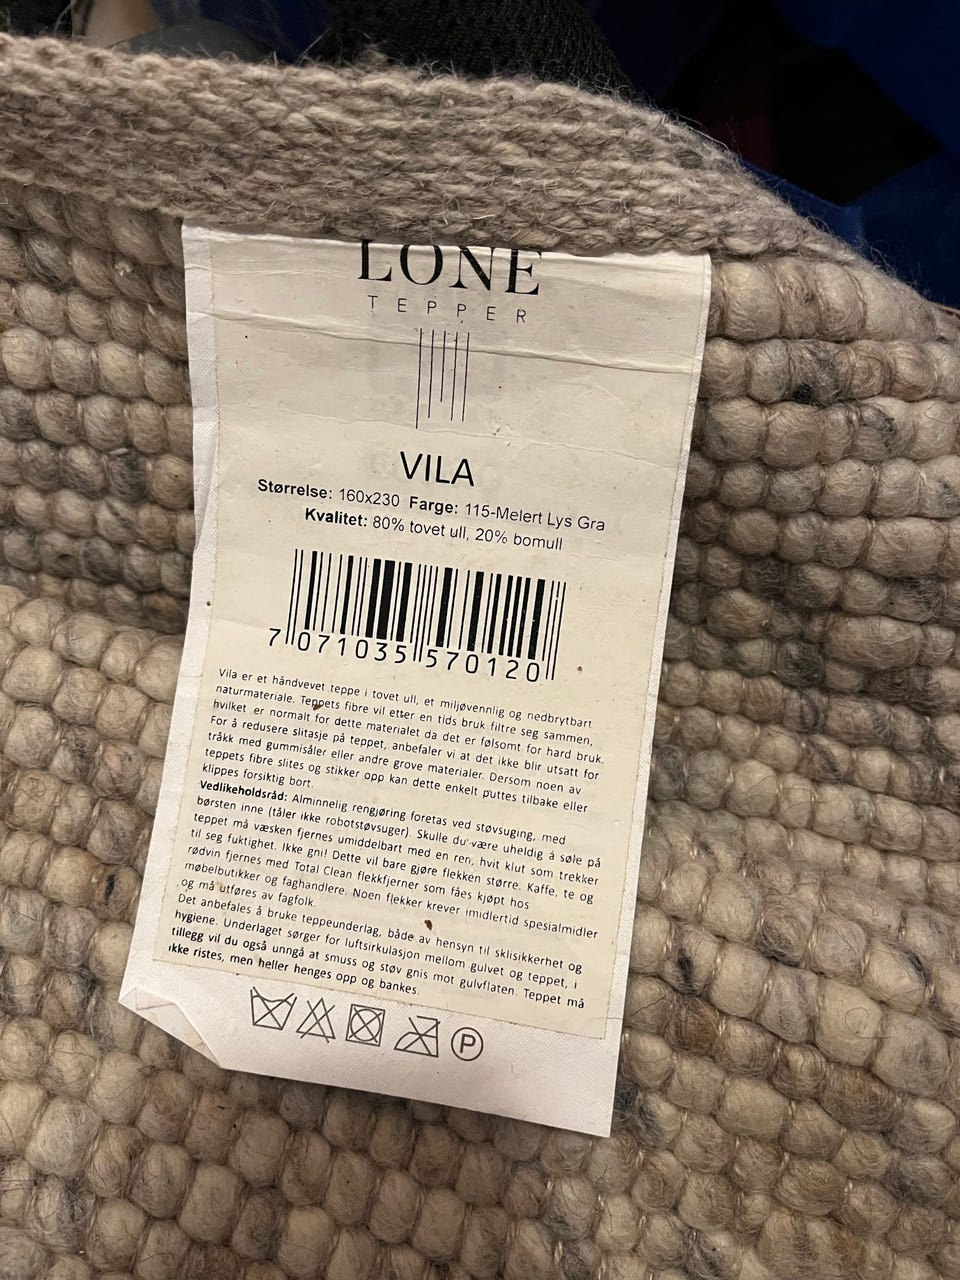 LONE
TEPPER
VILA
Størrelse: 160x230 Farge: 115-Melert Lys Gra
Kvalitet: 80% tovet ull, 20% bomull
7 071035 570120
Vila er et håndvevet teppe i tovet ull, et miljøvennlig og nedbrytbart
naturmateriale. Teppets fibre vil etter en tids bruk filtre seg sammen,
hvilket er normalt for dette materialet da det er følsomt for hard bruk.
For å redusere slitasje på teppet, anbefaler vi at det ikke blir utsatt for
tråkk med gummisåler eller andre grove materialer. Dersom noen av
teppets fibre slites og stikker opp kan dette enkelt puttes tilbake eller
klippes forsiktig bort.
Vedlikeholdsråd: Alminnelig rengjøring foretas ved støvsuging, med
børsten inne (tåler ikke robotstøvsuger). Skulle du være uheldig å søle på
teppet må væsken fjernes umiddelbart med en ren, hvit klut som trekker
til seg fuktighet. Ikke gni! Dette vil bare gjøre flekken større. Kaffe, te og
rødvin fjernes med Total Clean flekkfjerner som fåes kjøpt hos
møbelbutikker og faghandlere. Noen flekker krever imidlertid spesialmidler
og må utføres av fagfolk.
Det anbefales å bruke teppeunderlag, både av hensyn til sklisikkerhet og
hygiene. Underlaget sørger for luftsirkulasjon mellom gulvet og teppet, i
tillegg vil du også unngå at smuss og støv gnis mot gulvflaten. Teppet må
ikke ristes, men heller henges opp og bankes.
P